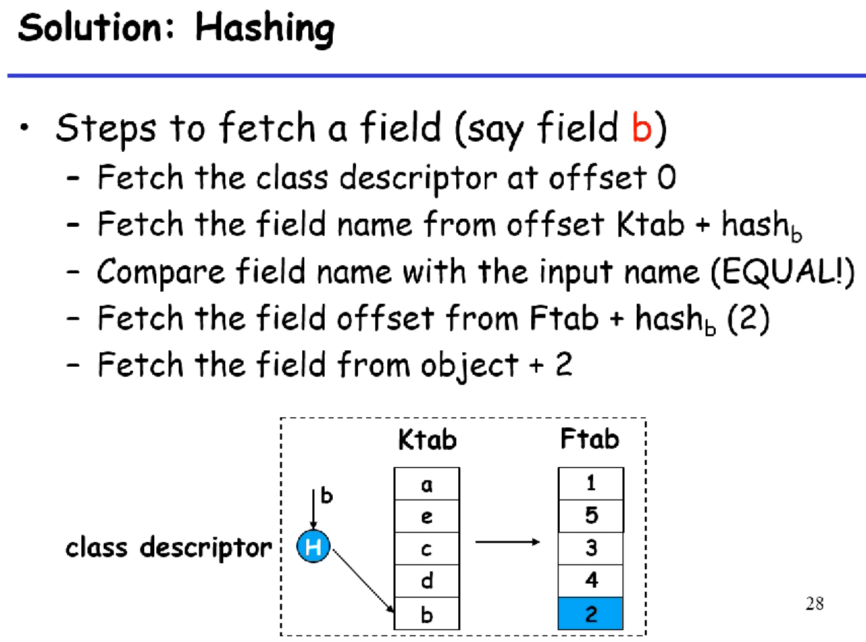 Solution: Hashing
• Steps to fetch a field (say field b)
– Fetch the class descriptor at offset 0
– Fetch the field name from offset Ktab + hash_b
– Compare field name with the input name (EQUAL!)
– Fetch the field offset from Ftab + hash_b (2)
– Fetch the field from object + 2
Ktab Ftab
a 1
b
e 5
class descriptor H c 3
d 4
b 2
28